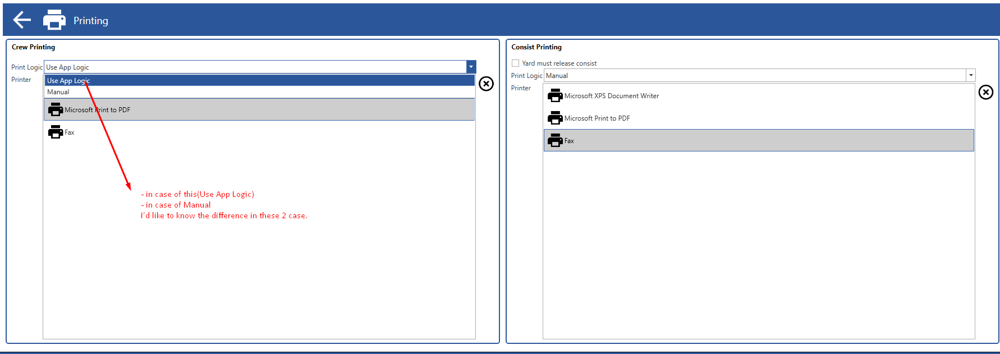 Printing
Crew Printing
Print Logic Use App Logic
Printer
Use App Logic
Manual
Microsoft Print to PDF
Fax
- in case of this(Use App Logic)
- in case of Manual
I'd like to know the difference in these 2 case.
Consist Printing
Yard must release consist
Print Logic Manual
Printer
Microsoft XPS Document Writer
Microsoft Print to PDF
Fax